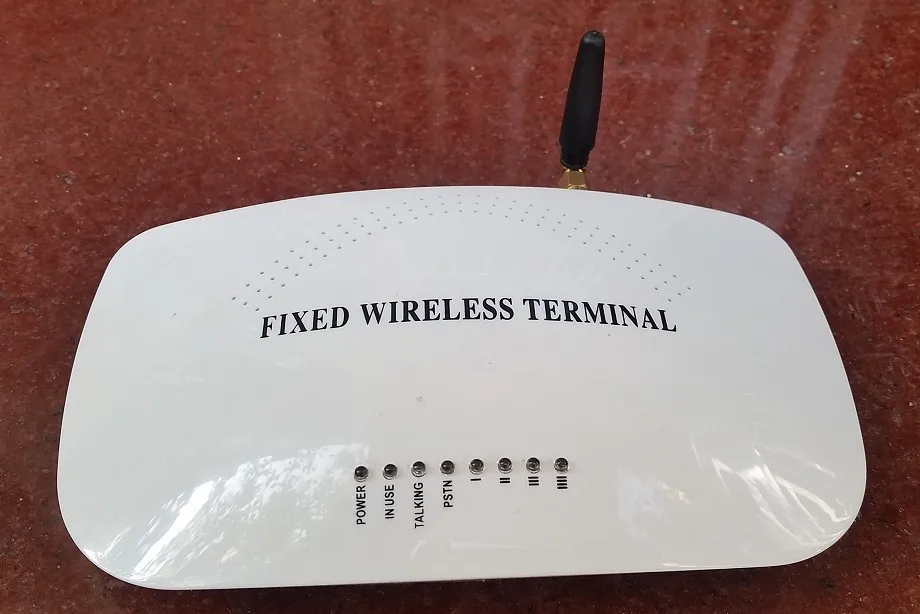 FIXED WIRELESS TERMINAL
POWER
IN USE
TALKING
PSTN
I
II
III
IIII